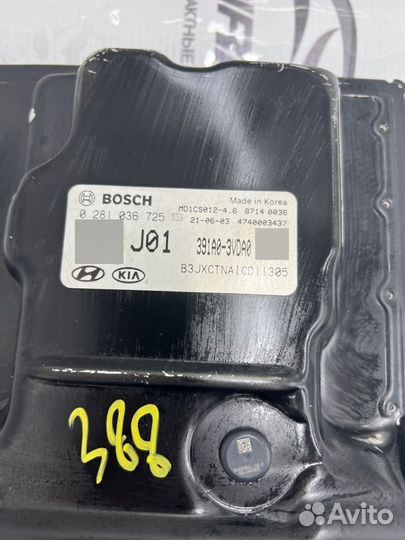 BOSCH
Made in Korea
MD1CS012-4.6 8714 0036
0 281 036 725
21-06-03 4740003437
J01
391A0-3VDA0
KIA
B3JXCTNAICD11305
388
Avito